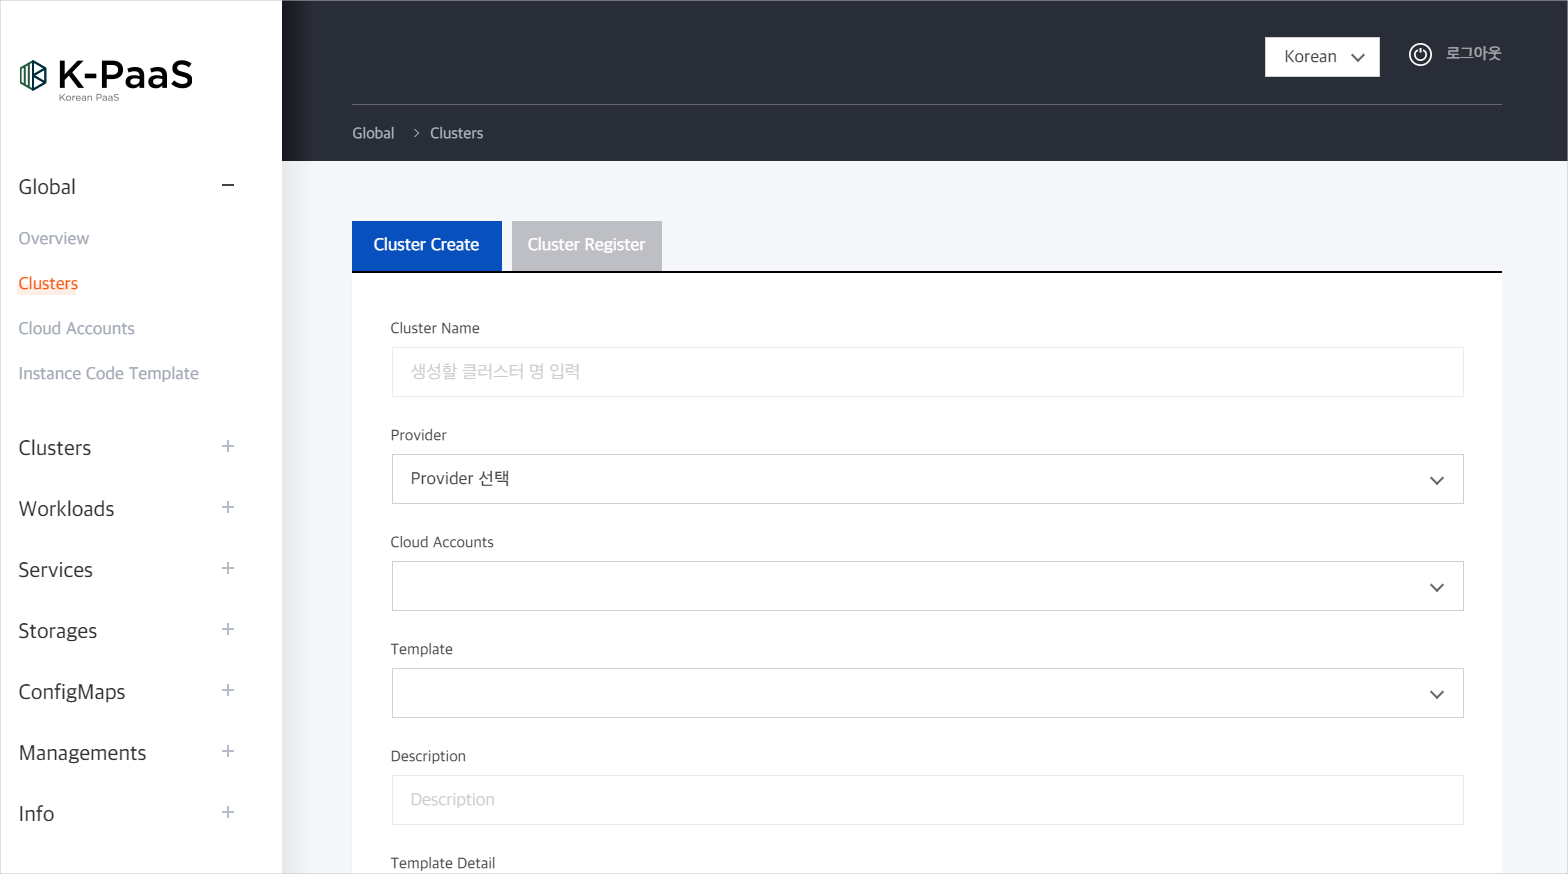 K-PaaS
Korean PaaS
Korean
로그아웃
Global
Clusters
Global
Overview
Clusters
Cloud Accounts
Instance Code Template
Clusters
Workloads
Services
Storages
ConfigMaps
Managements
Info
Cluster Create
Cluster Register
Cluster Name
생성할 클러스터 명 입력
Provider
Provider 선택
Cloud Accounts
Template
Description
Description
Template Detail